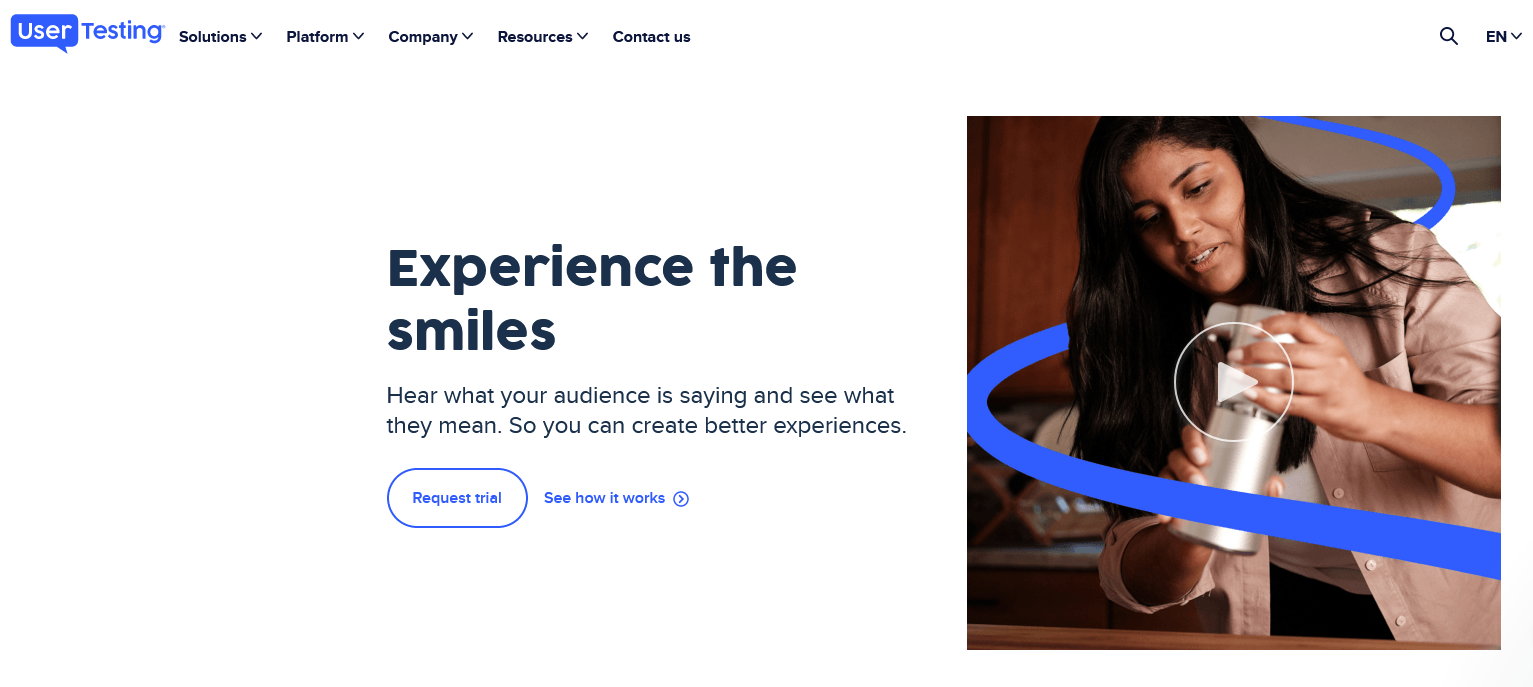 UserTesting® Solutions Platform Company Resources Contact us EN
Experience the
smiles
Hear what your audience is saying and see what
they mean. So you can create better experiences.
Request trial See how it works